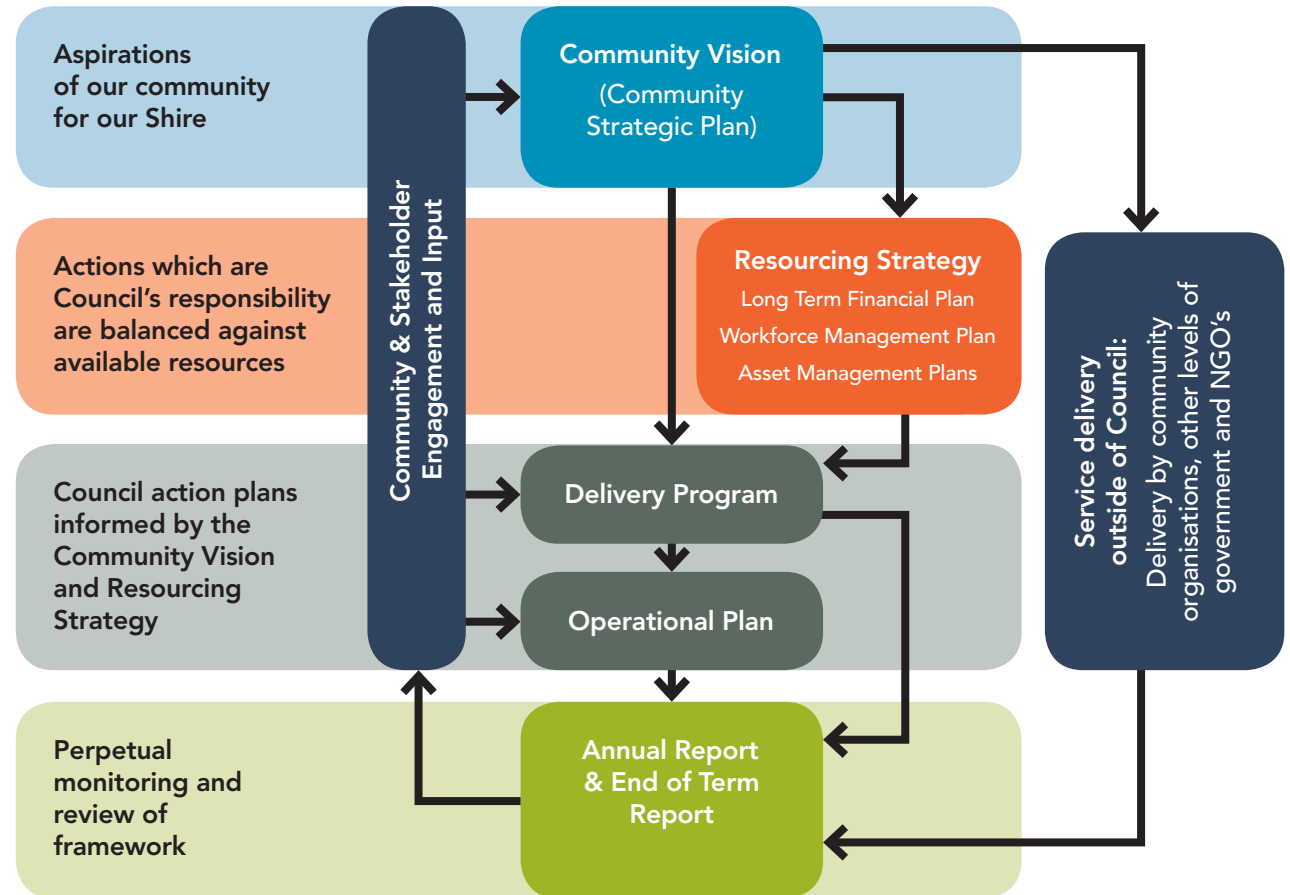 Aspirations
of our community
for our Shire
Community & Stakeholder
Engagement and Input
Community Vision
(Community
Strategic Plan)
Actions which are
Council's responsibility
are balanced against
available resources
Resourcing Strategy
Long Term Financial Plan
Workforce Management Plan
Asset Management Plans
Service delivery
outside of Council:
Delivery by community
organisations, other levels of
government and NGO's
Council action plans
informed by the
Community Vision
and Resourcing
Strategy
Delivery Program
Operational Plan
Perpetual
monitoring and
review of
framework
Annual Report
& End of Term
Report